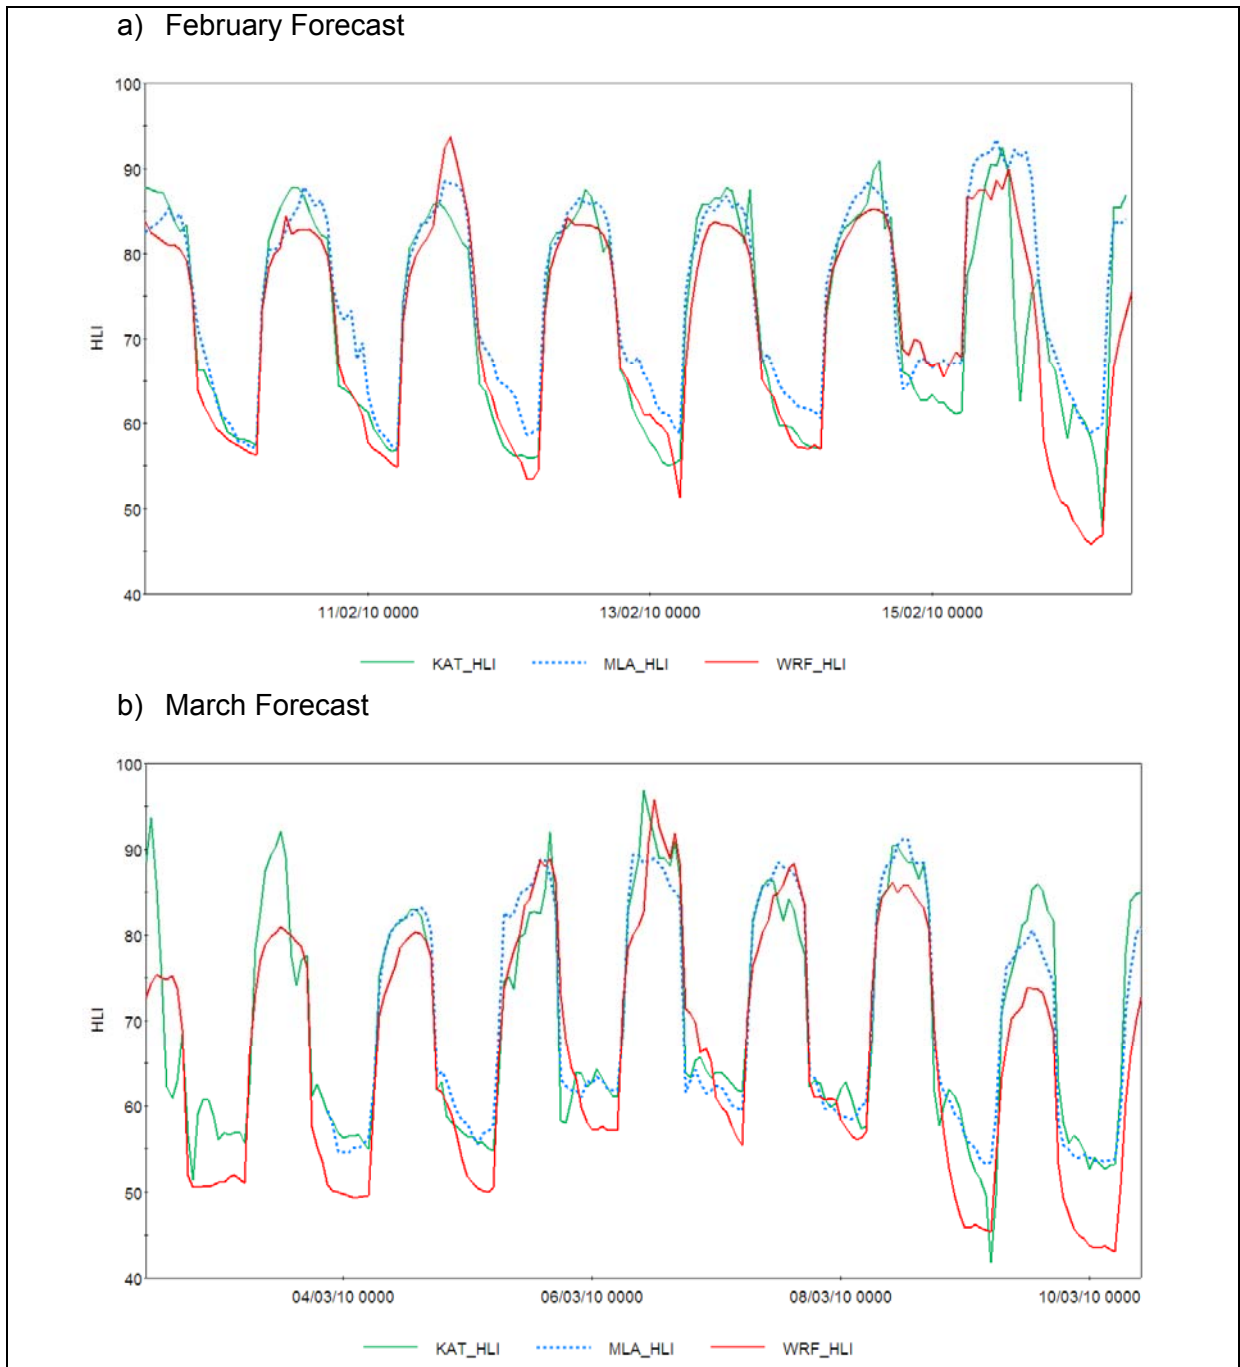 a) February Forecast
100
90
80
70
60
50
40
HLI
11/02/10 0000 13/02/10 0000 15/02/10 0000
KAT_HLI MLA_HLI WRF_HLI
b) March Forecast
100
90
80
70
60
50
40
HLI
04/03/10 0000 06/03/10 0000 08/03/10 0000 10/03/10 0000
KAT_HLI MLA_HLI WRF_HLI